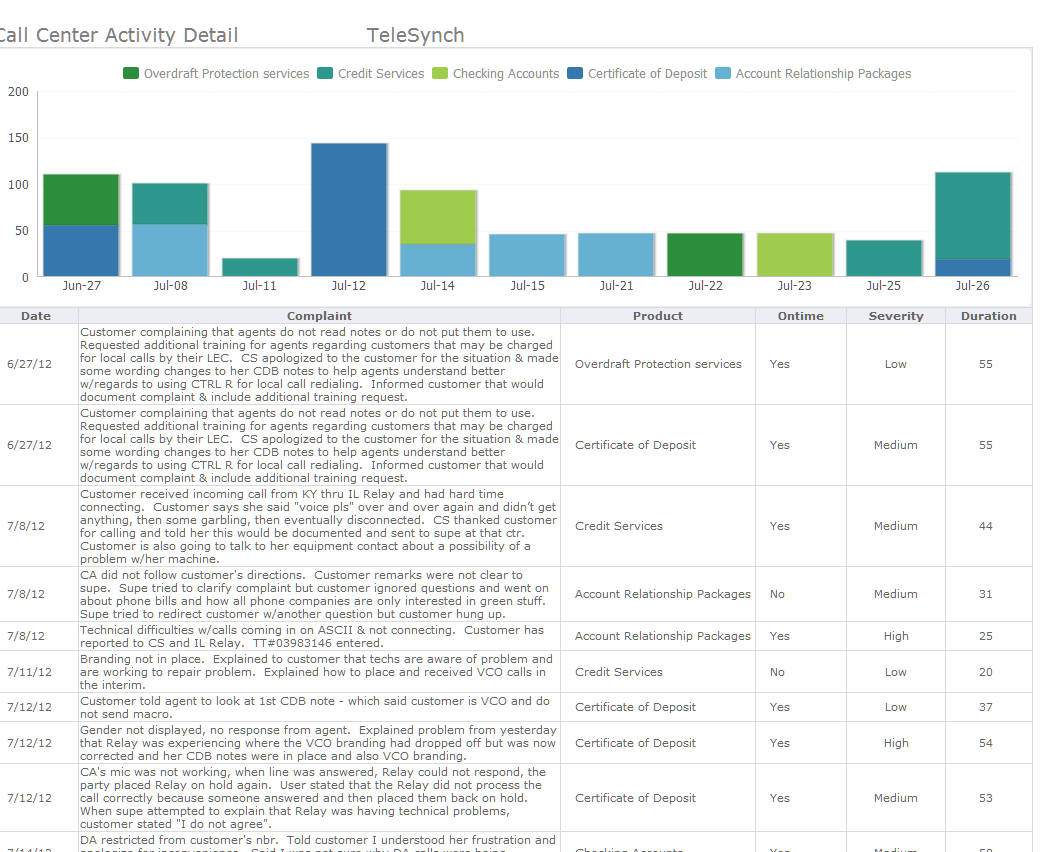 Call Center Activity Detail TeleSynch
Overdraft Protection services Credit Services Checking Accounts Certificate of Deposit Account Relationship Packages
200
150
100
50
0
Jun-27 Jul-08 Jul-11 Jul-12 Jul-14 Jul-15 Jul-21 Jul-22 Jul-23 Jul-25 Jul-26
Date Complaint Product Ontime Severity Duration
Customer complaining that agents do not read notes or do not put them to use.
Requested additional training for agents regarding customers that may be charged
for local calls by their LEC. CS apologized to the customer for the situation & made
6/27/12 some wording changes to her CDB notes to help agents understand better Overdraft Protection services Yes Low 55
w/regards to using CTRL R for local call redialing. Informed customer that would
document complaint & include additional training request.
Customer complaining that agents do not read notes or do not put them to use.
Requested additional training for agents regarding customers that may be charged
for local calls by their LEC. CS apologized to the customer for the situation & made
6/27/12 some wording changes to her CDB notes to help agents understand better Certificate of Deposit Yes Medium 55
w/regards to using CTRL R for local call redialing. Informed customer that would
document complaint & include additional training request.
Customer received incoming call from KY thru IL Relay and had hard time
connecting. Customer says she said "voice pls" over and over again and didn’t get
anything, then some garbling, then eventually disconnected. CS thanked customer
7/8/12 for calling and told her this would be documented and sent to supe at that ctr. Credit Services Yes Medium 44
Customer is also going to talk to her equipment contact about a possibility of a
problem w/her machine.
CA did not follow customer's directions. Customer remarks were not clear to
supe. Supe tried to clarify complaint but customer ignored questions and went on
7/8/12 about phone bills and how all phone companies are only interested in green stuff. Account Relationship Packages No Medium 31
Supe tried to redirect customer w/another question but customer hung up.
Technical difficulties w/calls coming in on ASCII & not connecting. Customer has
7/8/12 reported to CS and IL Relay. TT#03983146 entered. Account Relationship Packages Yes High 25
Branding not in place. Explained to customer that techs are aware of problem and
7/11/12 are working to repair problem. Explained how to place and received VCO calls in Credit Services No Low 20
the interim.
Customer told agent to look at 1st CDB note - which said customer is VCO and do
7/12/12 not send macro. Certificate of Deposit Yes Low 37
Gender not displayed, no response from agent. Explained problem from yesterday
7/12/12 that Relay was experiencing where the VCO branding had dropped off but was now Certificate of Deposit Yes High 54
corrected and her CDB notes were in place and also VCO branding.
CA's mic was not working, when line was answered, Relay could not respond, the
party placed Relay on hold again. User stated that the Relay did not process the
7/12/12 call correctly because someone answered and then placed them back on hold. Certificate of Deposit Yes Medium 53
When supe attempted to explain that Relay was having technical problems,
customer stated "I do not agree".
DA restricted from customer's nbr. Told customer I understood her frustration and